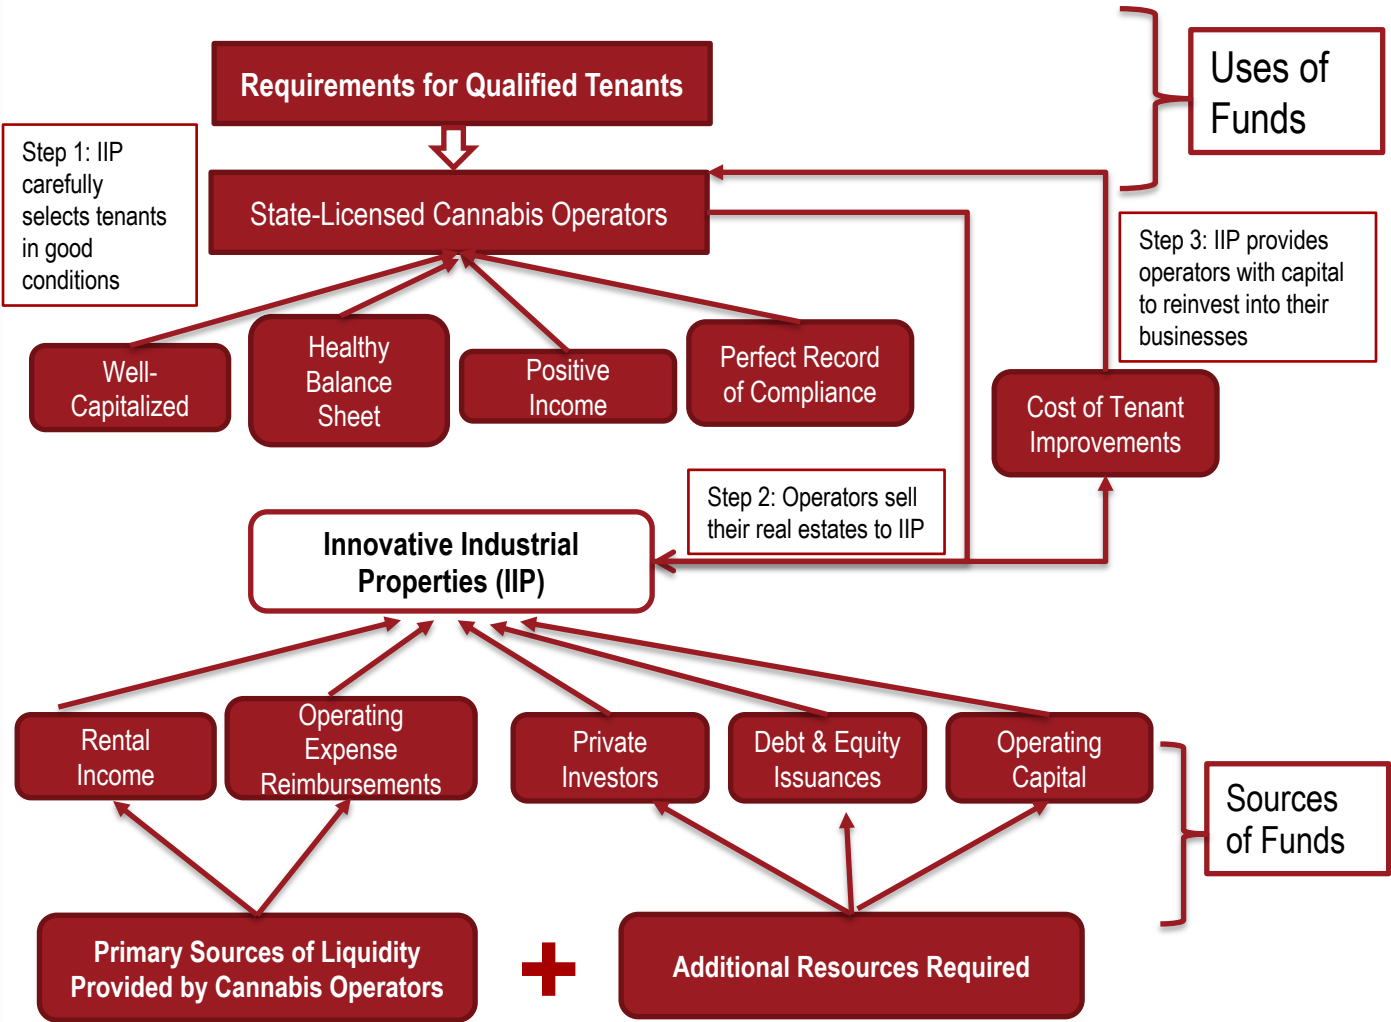 Requirements for Qualified Tenants
Uses of
Funds
Step 1: IIP
carefully
selects tenants
in good
conditions
State-Licensed Cannabis Operators
Step 3: IIP provides
operators with capital
to reinvest into their
businesses
Well-
Capitalized
Healthy
Balance
Sheet
Positive
Income
Perfect Record
of Compliance
Cost of Tenant
Improvements
Step 2: Operators sell
their real estates to IIP
Innovative Industrial
Properties (IIP)
Rental
Income
Operating
Expense
Reimbursements
Private
Investors
Debt & Equity
Issuances
Operating
Capital
Sources
of Funds
Primary Sources of Liquidity
Provided by Cannabis Operators
+
Additional Resources Required